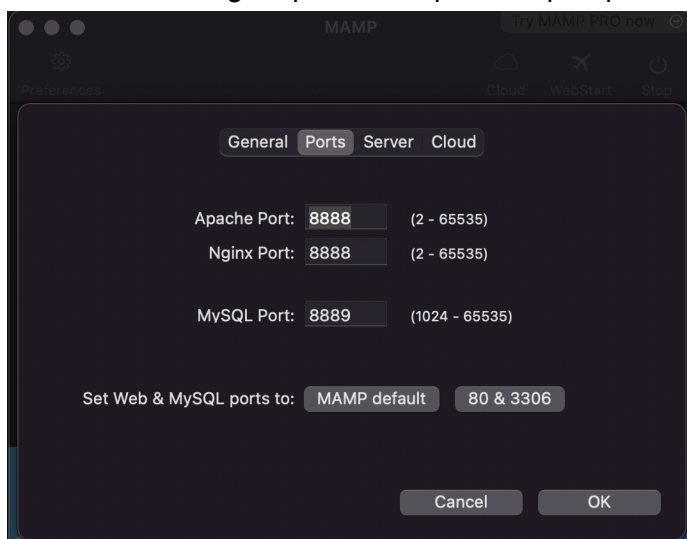 MAMP
Try MAMP PRO now
Preferences
Cloud WebStart Stop
General Ports Server Cloud
Apache Port: 8888 (2 - 65535)
Nginx Port: 8888 (2 - 65535)
MySQL Port: 8889 (1024 - 65535)
Set Web & MySQL ports to: MAMP default 80 & 3306
Cancel OK